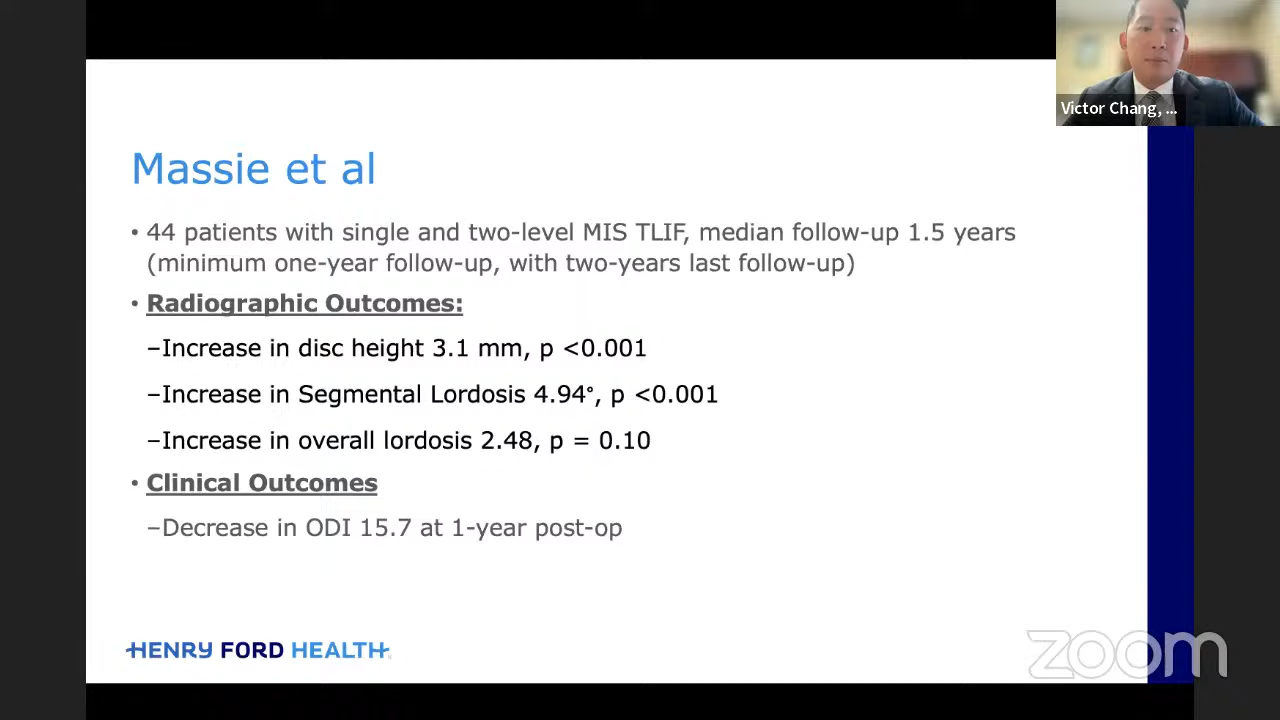 Victor Chang, ...
Massie et al
• 44 patients with single and two-level MIS TLIF, median follow-up 1.5 years
(minimum one-year follow-up, with two-years last follow-up)
• Radiographic Outcomes:
–Increase in disc height 3.1 mm, p <0.001
–Increase in Segmental Lordosis 4.94°, p <0.001
–Increase in overall lordosis 2.48, p = 0.10
• Clinical Outcomes
–Decrease in ODI 15.7 at 1-year post-op
HENRY FORD HEALTH
zoom